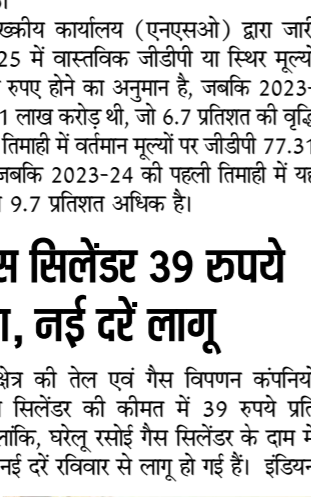 ख्कीय कार्यालय (एनएसओ) द्वारा जारी
25 में वास्तविक जीडीपी या स्थिर मूल्यों
रुपए होने का अनुमान है, जबकि 2023-
1 लाख करोड़ थी, जो 6.7 प्रतिशत की वृद्धि
तिमाही में वर्तमान मूल्यों पर जीडीपी 77.31
जबकि 2023-24 की पहली तिमाही में यह
9.7 प्रतिशत अधिक है।
सिलेंडर 39 रुपये
, नई दरें लागू
क्षेत्र की तेल एवं गैस विपणन कंपनियों
सिलेंडर की कीमत में 39 रुपये प्रति
लांकि, घरेलू रसोई गैस सिलेंडर के दाम में
नई दरें रविवार से लागू हो गई हैं। इंडियन